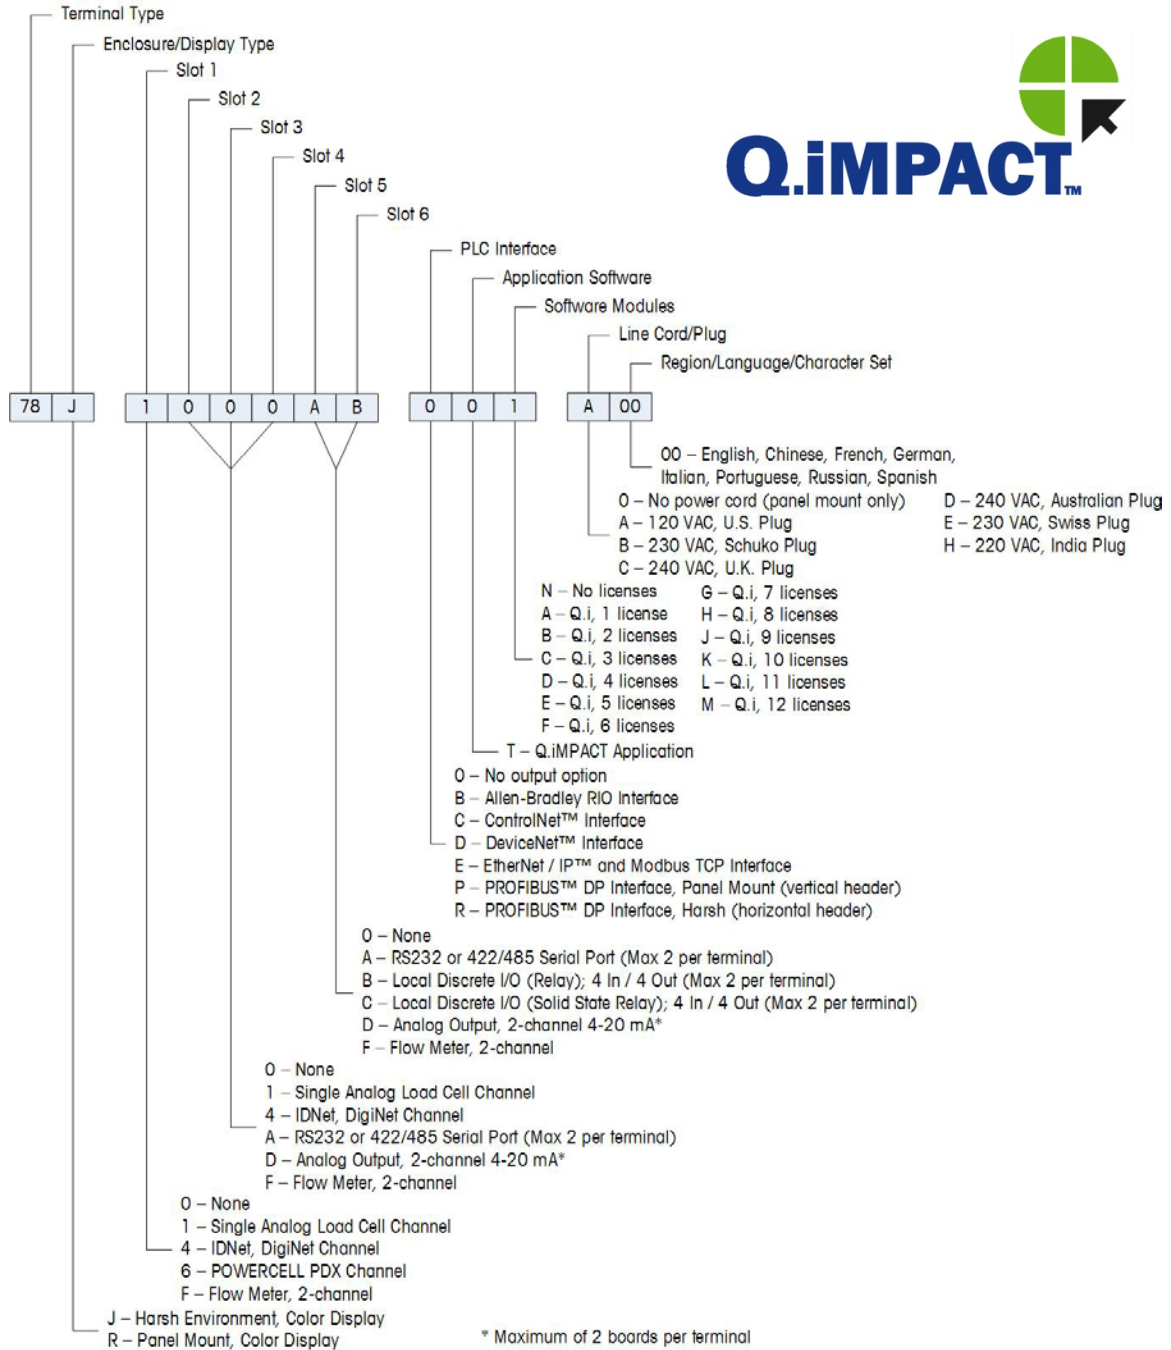 Terminal Type
Enclosure/Display Type
Slot 1
Slot 2
Slot 3
Slot 4
Slot 5
Slot 6
Q.iMPACT™
PLC Interface
Application Software
Software Modules
Line Cord/Plug
Region/Language/Character Set
78 J 1 0 0 0 A B 0 0 1 A 00
00 – English, Chinese, French, German,
Italian, Portuguese, Russian, Spanish
0 – No power cord (panel mount only) D – 240 VAC, Australian Plug
A – 120 VAC, U.S. Plug E – 230 VAC, Swiss Plug
B – 230 VAC, Schuko Plug H – 220 VAC, India Plug
C – 240 VAC, U.K. Plug
N – No licenses G – Q.i, 7 licenses
A – Q.i, 1 license H – Q.i, 8 licenses
B – Q.i, 2 licenses J – Q.i, 9 licenses
C – Q.i, 3 licenses K – Q.i, 10 licenses
D – Q.i, 4 licenses L – Q.i, 11 licenses
E – Q.i, 5 licenses M – Q.i, 12 licenses
F – Q.i, 6 licenses
T – Q.iMPACT Application
0 – No output option
B – Allen-Bradley RIO Interface
C – ControlNet™ Interface
D – DeviceNet™ Interface
E – EtherNet / IP™ and Modbus TCP Interface
P – PROFIBUS™ DP Interface, Panel Mount (vertical header)
R – PROFIBUS™ DP Interface, Harsh (horizontal header)
0 – None
A – RS232 or 422/485 Serial Port (Max 2 per terminal)
B – Local Discrete I/O (Relay); 4 In / 4 Out (Max 2 per terminal)
C – Local Discrete I/O (Solid State Relay); 4 In / 4 Out (Max 2 per terminal)
D – Analog Output, 2-channel 4-20 mA*
F – Flow Meter, 2-channel
0 – None
1 – Single Analog Load Cell Channel
4 – IDNet, DigiNet Channel
A – RS232 or 422/485 Serial Port (Max 2 per terminal)
D – Analog Output, 2-channel 4-20 mA*
F – Flow Meter, 2-channel
0 – None
1 – Single Analog Load Cell Channel
4 – IDNet, DigiNet Channel
6 – POWERCELL PDX Channel
F – Flow Meter, 2-channel
J – Harsh Environment, Color Display
R – Panel Mount, Color Display
* Maximum of 2 boards per terminal